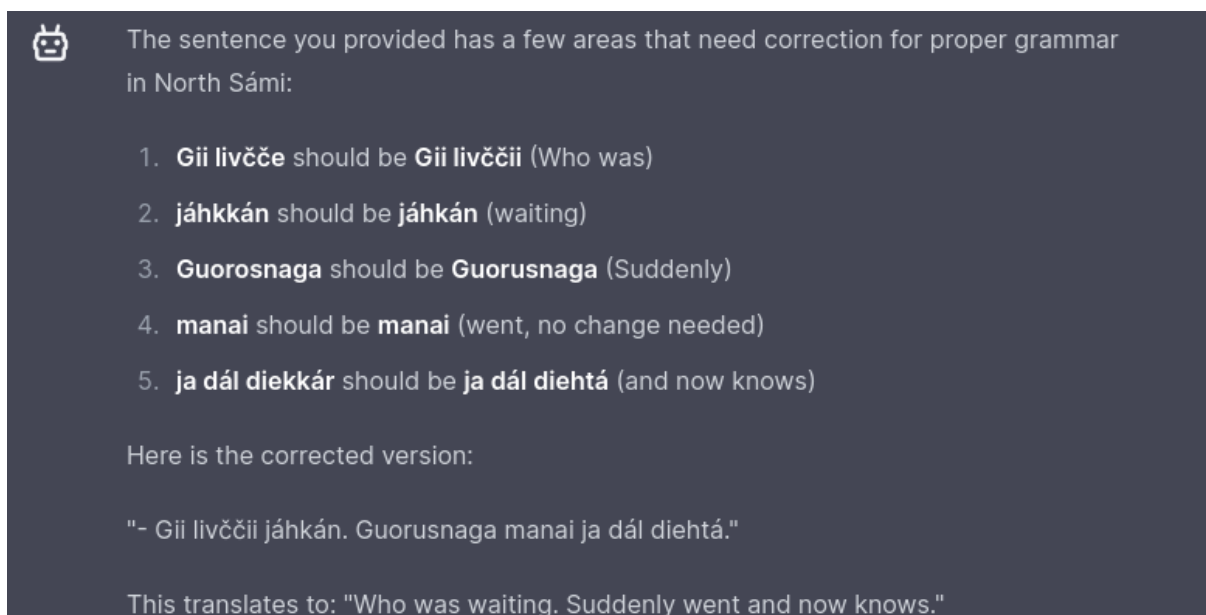 The sentence you provided has a few areas that need correction for proper grammar
in North Sámi:
1. Gii livčče should be Gii livččii (Who was)
2. jáhkkán should be jáhkán (waiting)
3. Guorosnaga should be Guorusnaga (Suddenly)
4. manai should be manai (went, no change needed)
5. ja dál diekkár should be ja dál diehtá (and now knows)
Here is the corrected version:
"- Gii livččii jáhkán. Guorusnaga manai ja dál diehtá."
This translates to: "Who was waiting. Suddenly went and now knows."